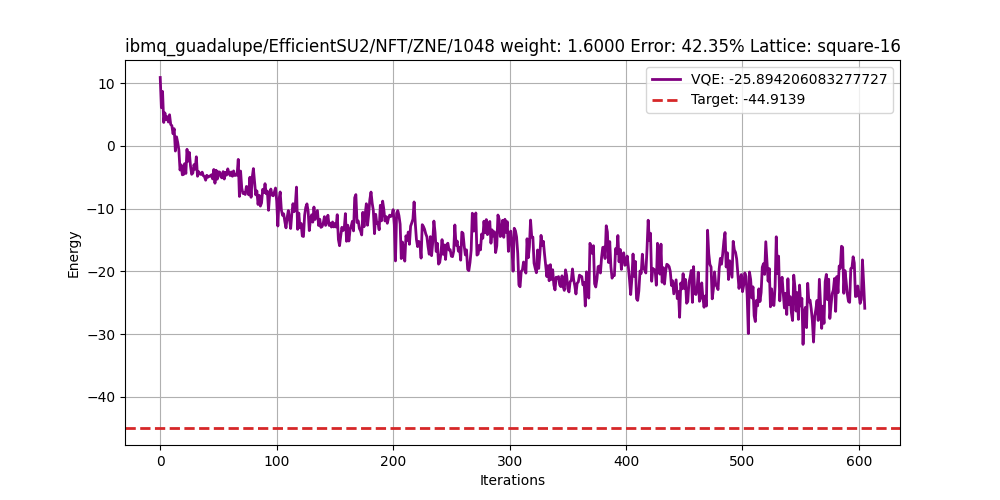 ibmq_guadalupe/EfficientSU2/NFT/ZNE/1048 weight: 1.6000 Error: 42.35% Lattice: square-16
VQE: -25.894206083277727
Target: -44.9139
10
0
−10
−20
−30
−40
Energy
0 100 200 300 400 500 600
Iterations